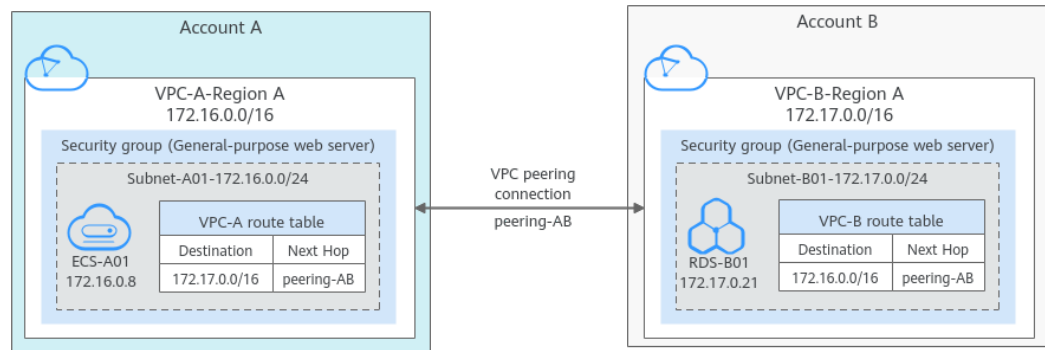 Account A
VPC-A-Region A
172.16.0.0/16
Security group (General-purpose web server)
Subnet-A01-172.16.0.0/24
ECS-A01
172.16.0.8
VPC-A route table
Destination Next Hop
172.17.0.0/16 peering-AB
VPC peering
connection
peering-AB
Account B
VPC-B-Region A
172.17.0.0/16
Security group (General-purpose web server)
Subnet-B01-172.17.0.0/24
RDS-B01
172.17.0.21
VPC-B route table
Destination Next Hop
172.16.0.0/16 peering-AB